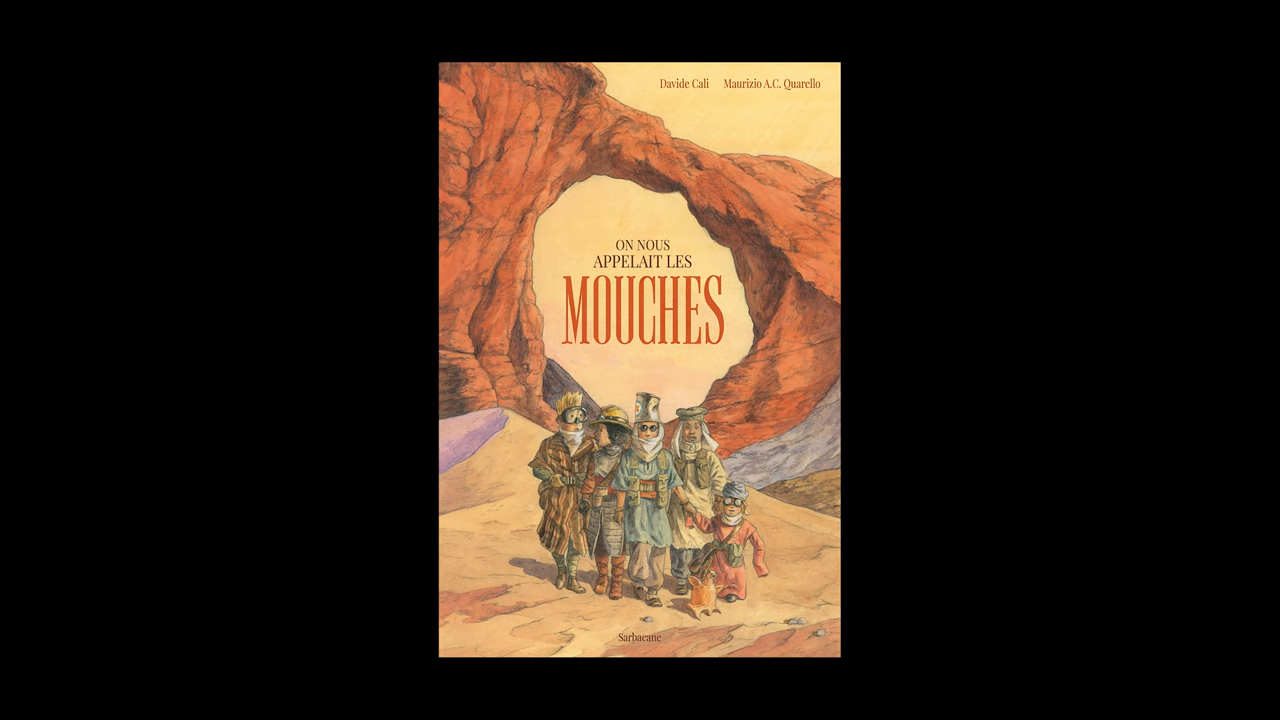 Davide Cali Maurizio A.C. Quarello
ON NOUS
APPELAIT LES
MOUCHES
Sarbacane